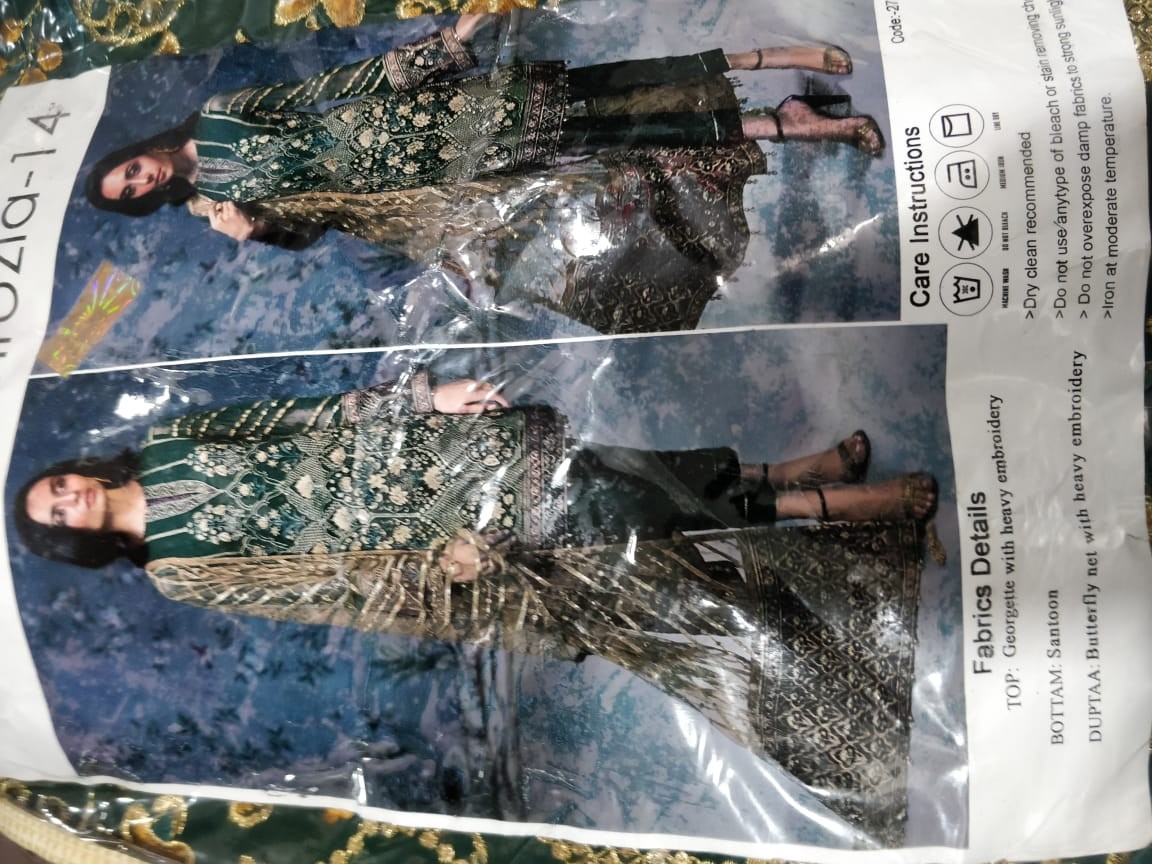 Fabrics Details
TOP: Georgette with heavy embroidery
BOTTAM: Santoon
DUPTAA: Butterfly net with heavy embroidery
Code:-27
Care Instructions
MACHINE WASH DO NOT BLEACH MEDIUM IRON LINE DRY
>Dry clean recommended
>Do not use/anytype of bleach or stain removing
> Do not overexpose damp fabrics to strong
>Iron at moderate temperature.